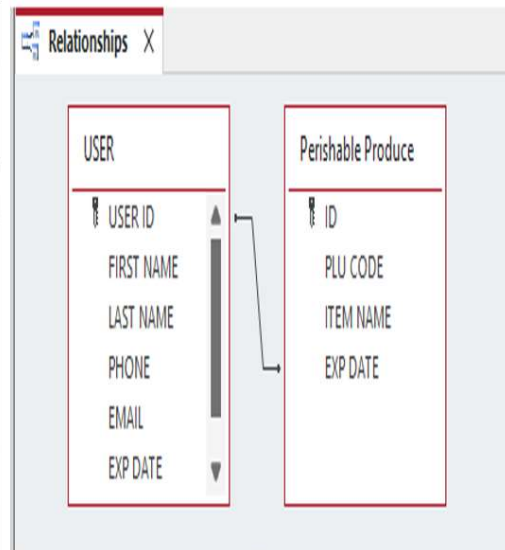 Relationships X
USER
USER ID
FIRST NAME
LAST NAME
PHONE
EMAIL
EXP DATE
Perishable Produce
ID
PLU CODE
ITEM NAME
EXP DATE